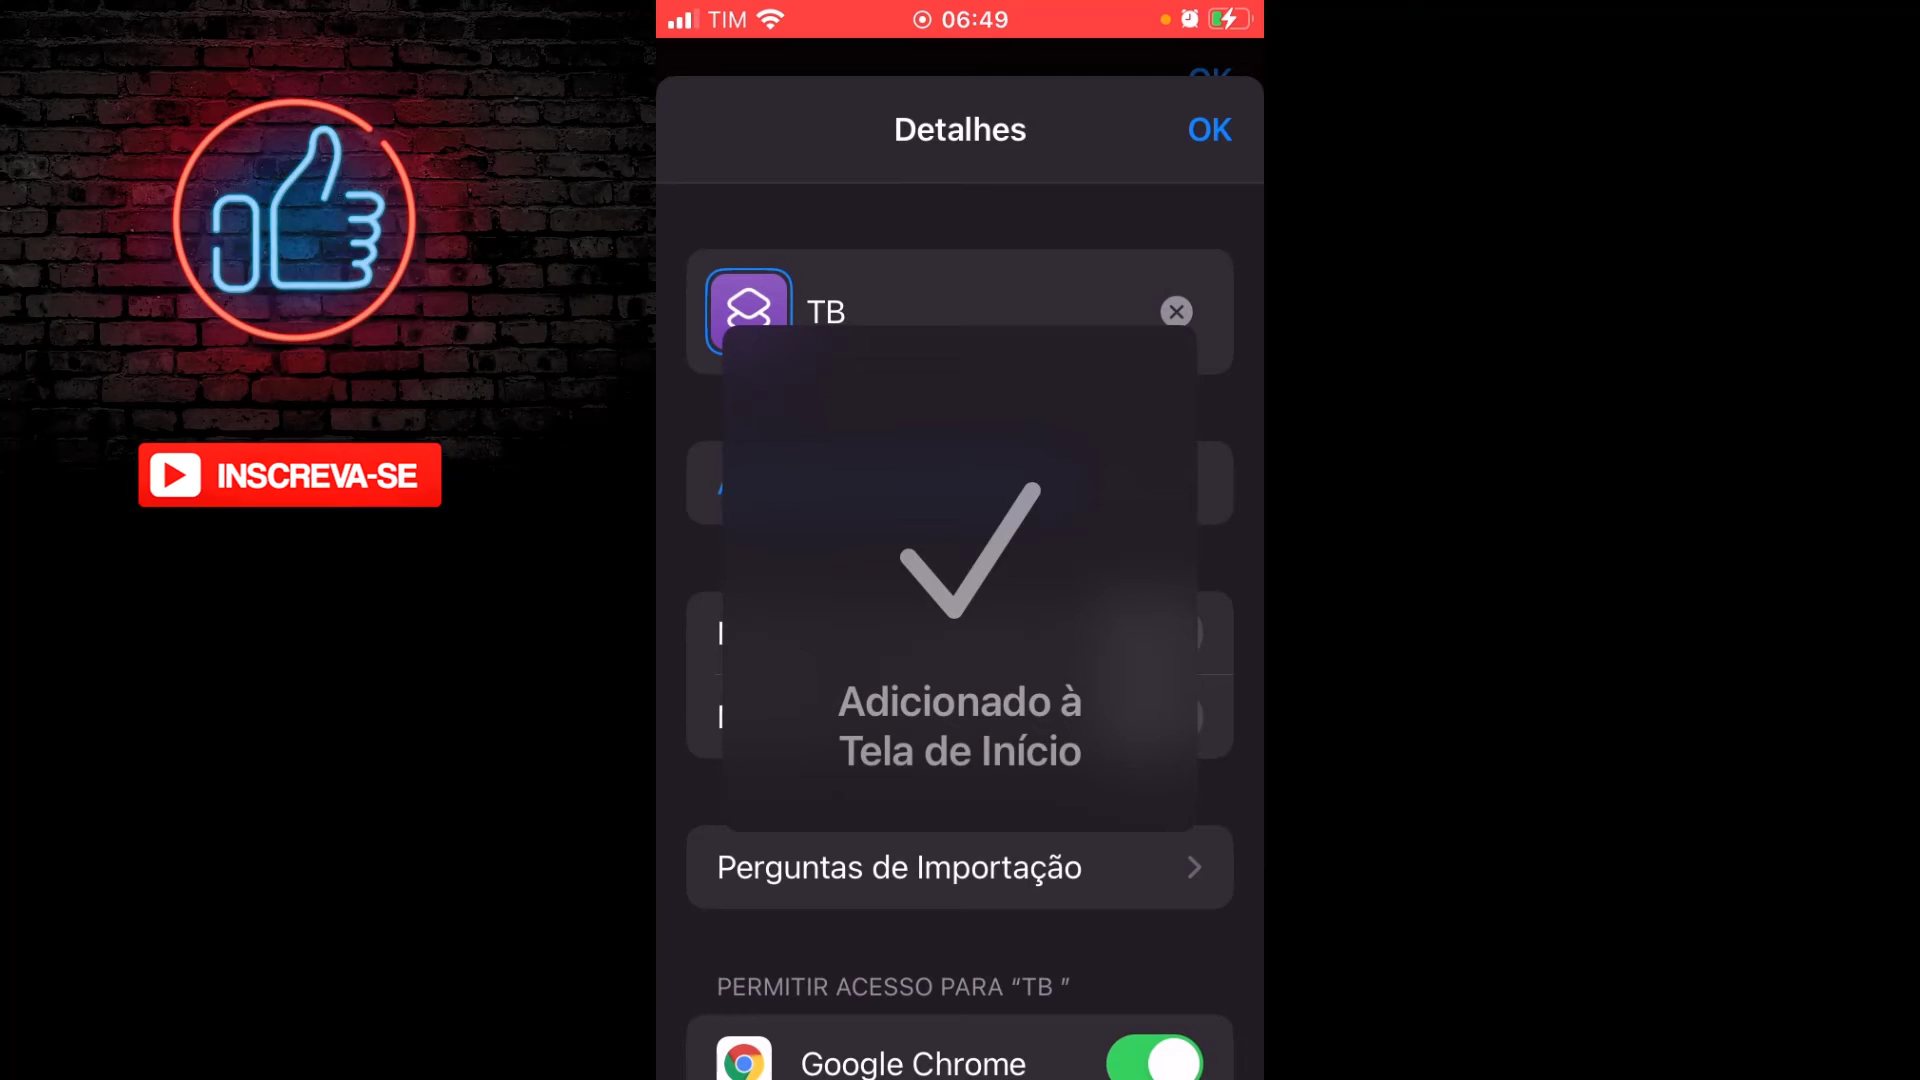 TIM
06:49
OK
Detalhes
OK
TB
Adicionado à
Tela de Início
Perguntas de Importação
PERMITIR ACESSO PARA “TB ”
Google Chrome
INSCREVA-SE